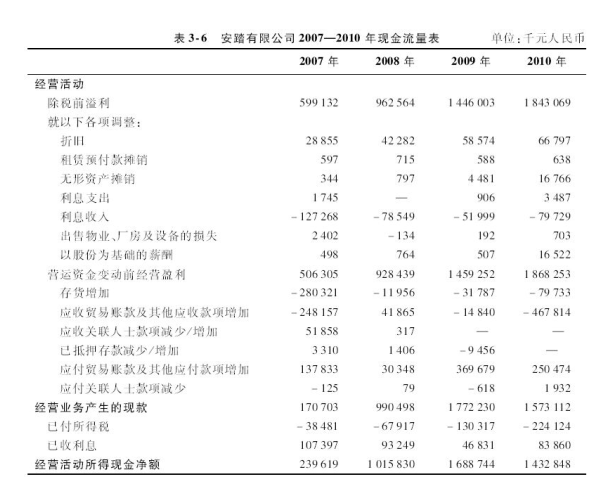 表 3-6 安踏有限公司 2007—2010 年现金流量表 单位:千元人民币
2007 年 2008 年 2009 年 2010 年
经营活动
除税前溢利 599 132 962 564 1 446 003 1 843 069
就以下各项调整:
折旧 28 855 42 282 58 574 66 797
租赁预付款摊销 597 715 588 638
无形资产摊销 344 797 4 481 16 766
利息支出 1 745 — 906 3 487
利息收入 －127 268 －78 549 －51 999 －79 729
出售物业、厂房及设备的损失 2 402 －134 192 703
以股份为基础的薪酬 498 764 507 16 522
营运资金变动前经营盈利 506 305 928 439 1 459 252 1 868 253
存货增加 －280 321 －11 956 －31 787 －79 733
应收贸易账款及其他应收款项增加 －248 157 41 865 －14 840 －467 814
应收关联人士款项减少/增加 51 858 317 — —
已抵押存款减少/增加 3 310 1 406 －9 456 —
应付贸易账款及其他应付款项增加 137 833 30 348 369 679 250 474
应付关联人士款项减少 －125 79 －618 1 932
经营业务产生的现款 170 703 990 498 1 772 230 1 573 112
已付所得税 －38 481 －67 917 －130 317 －224 124
已收利息 107 397 93 249 46 831 83 860
经营活动所得现金净额 239 619 1 015 830 1 688 744 1 432 848